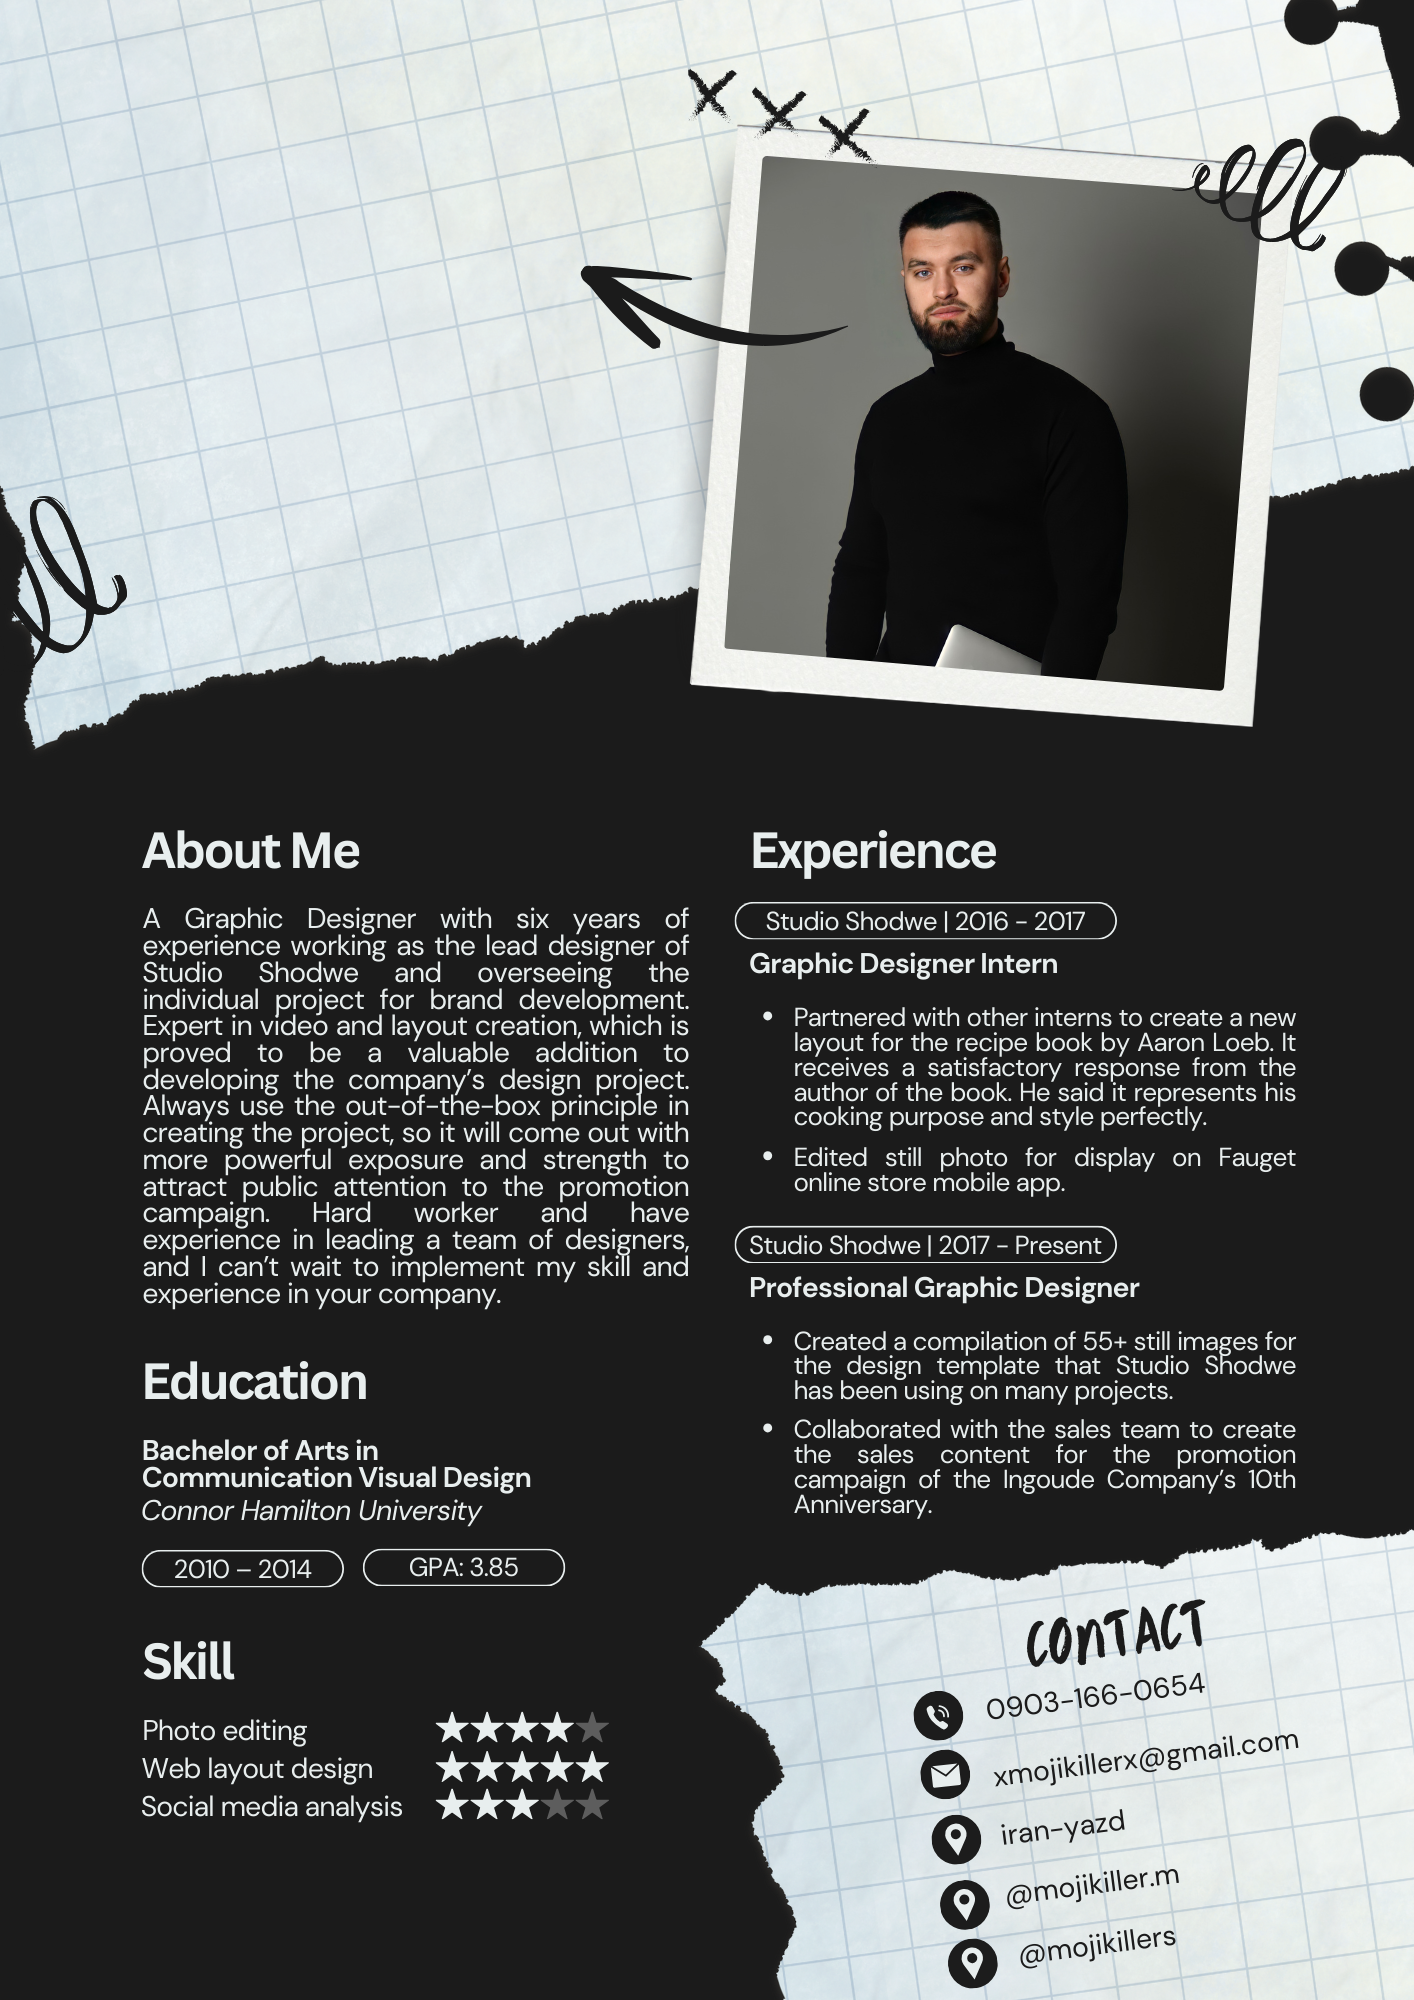 About Me
A Graphic Designer with six years of
experience working as the lead designer of
Studio Shodwe and overseeing the
individual project for brand development.
Expert in video and layout creation, which is
proved to be a valuable addition to
developing the company's design project.
Always use the out-of-the-box principle in
creating the project, so it will come out with
more powerful exposure and strength to
attract public attention to the promotion
campaign. Hard worker and have
experience in leading a team of designers,
and I can't wait to implement my skill and
experience in your company.
Education
Bachelor of Arts in
Communication Visual Design
Connor Hamilton University
2010 – 2014
GPA: 3.85
Skill
Photo editing
Web layout design
Social media analysis
Experience
Studio Shodwe | 2016 - 2017
Graphic Designer Intern
• Partnered with other interns to create a new
layout for the recipe book by Aaron Loeb. It
receives a satisfactory response from the
author of the book. He said it represents his
cooking purpose and style perfectly.
• Edited still photo for display on Fauget
online store mobile app.
Studio Shodwe | 2017 - Present
Professional Graphic Designer
• Created a compilation of 55+ still images for
the design template that Studio Shodwe
has been using on many projects.
• Collaborated with the sales team to create
the sales content for the promotion
campaign of the Ingoude Company's 10th
Anniversary.
CONTACT
0903-166-0654
xmojikillerx@gmail.com
iran-yazd
@mojikiller.m
@mojikillers